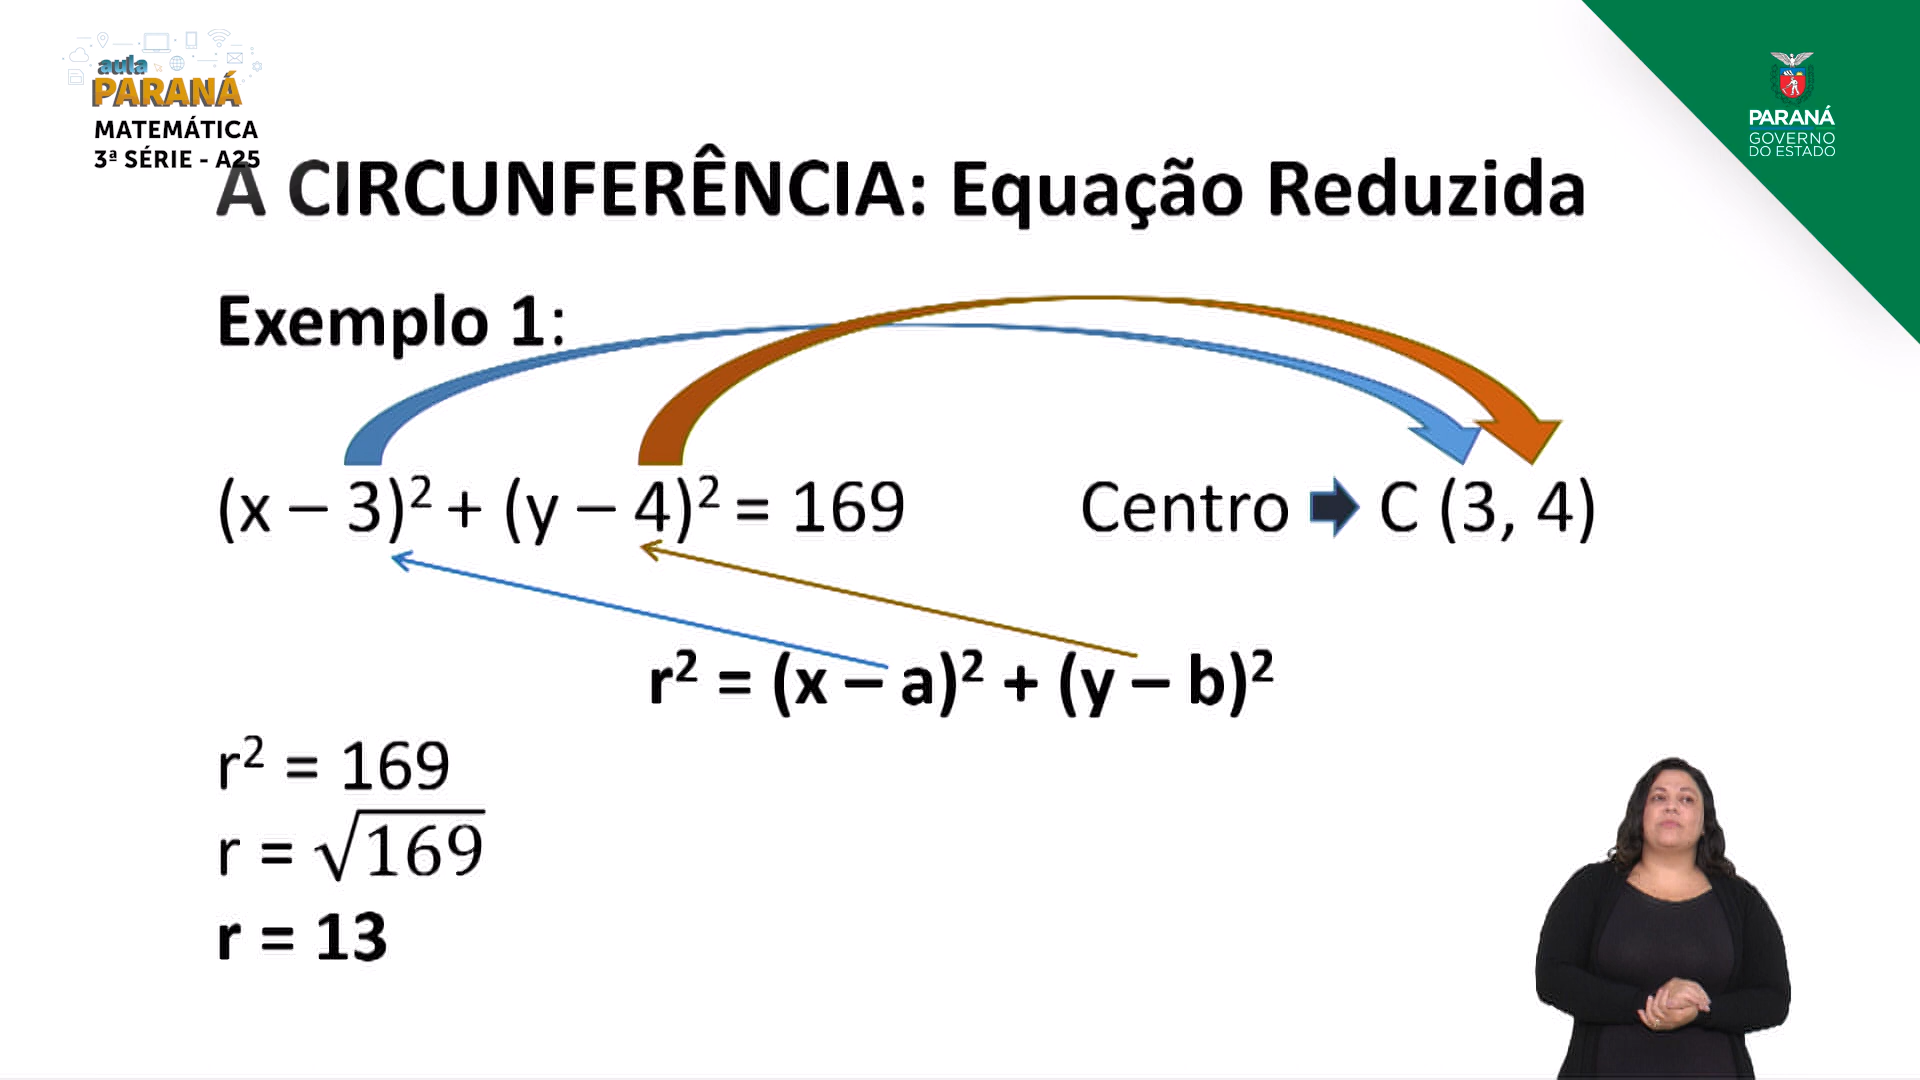 aula
PARANÁ
MATEMÁTICA
3ª SÉRIE - A25
PARANÁ
GOVERNO
DO ESTADO
A CIRCUNFERÊNCIA: Equação Reduzida
Exemplo 1:
(x – 3)² + (y – 4)² = 169 Centro ➡ C (3, 4)
r² = (x – a)² + (y – b)²
r² = 169
r = √169
r = 13